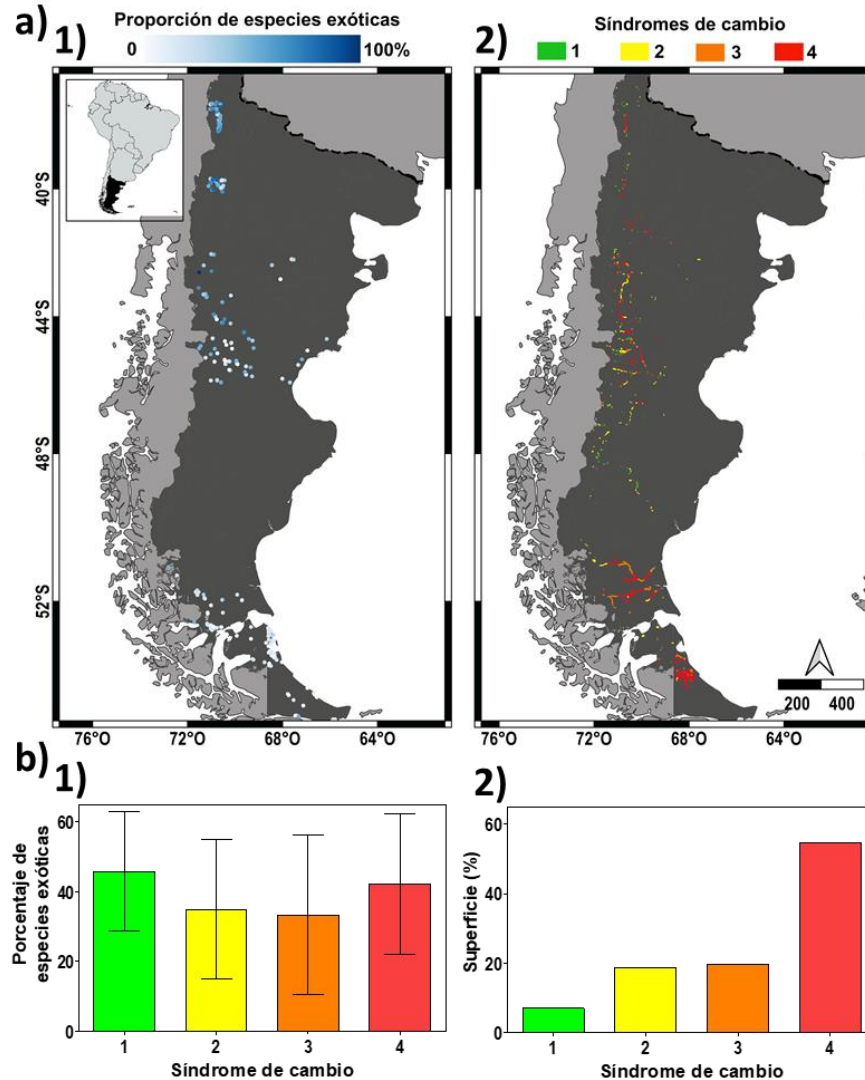 a)
1)
Proporción de especies exóticas
0
100%
2)
Síndromes de cambio
1
2
3
4
40°S
44°S
48°S
52°S
200 400
76°O 72°O 68°O 64°O
76°O 72°O 68°O 64°O
b)
1)
Porcentaje de
especies exóticas
60
40
20
0
1 2 3 4
Síndrome de cambio
2)
Superficie (%)
60
40
20
0
1 2 3 4
Síndrome de cambio